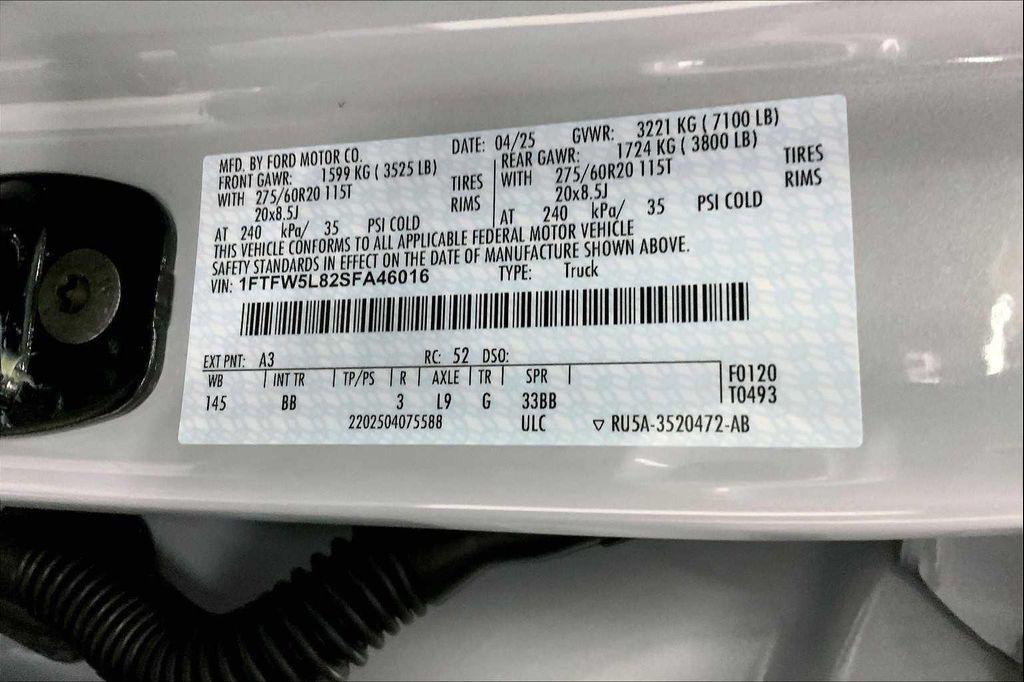 MFD. BY FORD MOTOR CO. DATE: 04/25 GVWR: 3221 KG ( 7100 LB)
FRONT GAWR: 1599 KG ( 3525 LB) REAR GAWR: 1724 KG ( 3800 LB)
WITH 275/60R20 115T TIRES WITH 275/60R20 115T TIRES
20x8.5J RIMS 20x8.5J RIMS
AT 240 kPa/ 35 PSI COLD AT 240 kPa/ 35 PSI COLD
THIS VEHICLE CONFORMS TO ALL APPLICABLE FEDERAL MOTOR VEHICLE
SAFETY STANDARDS IN EFFECT ON THE DATE OF MANUFACTURE SHOWN ABOVE.
VIN: 1FTFW5L82SFA46016 TYPE: Truck
EXT PNT: A3 RC: 52 DSO:
WB INT TR TP/PS R AXLE TR SPR F0120
145 BB 3 L9 G 33BB T0493
2202504075588 ULC ▽ RU5A-3520472-AB